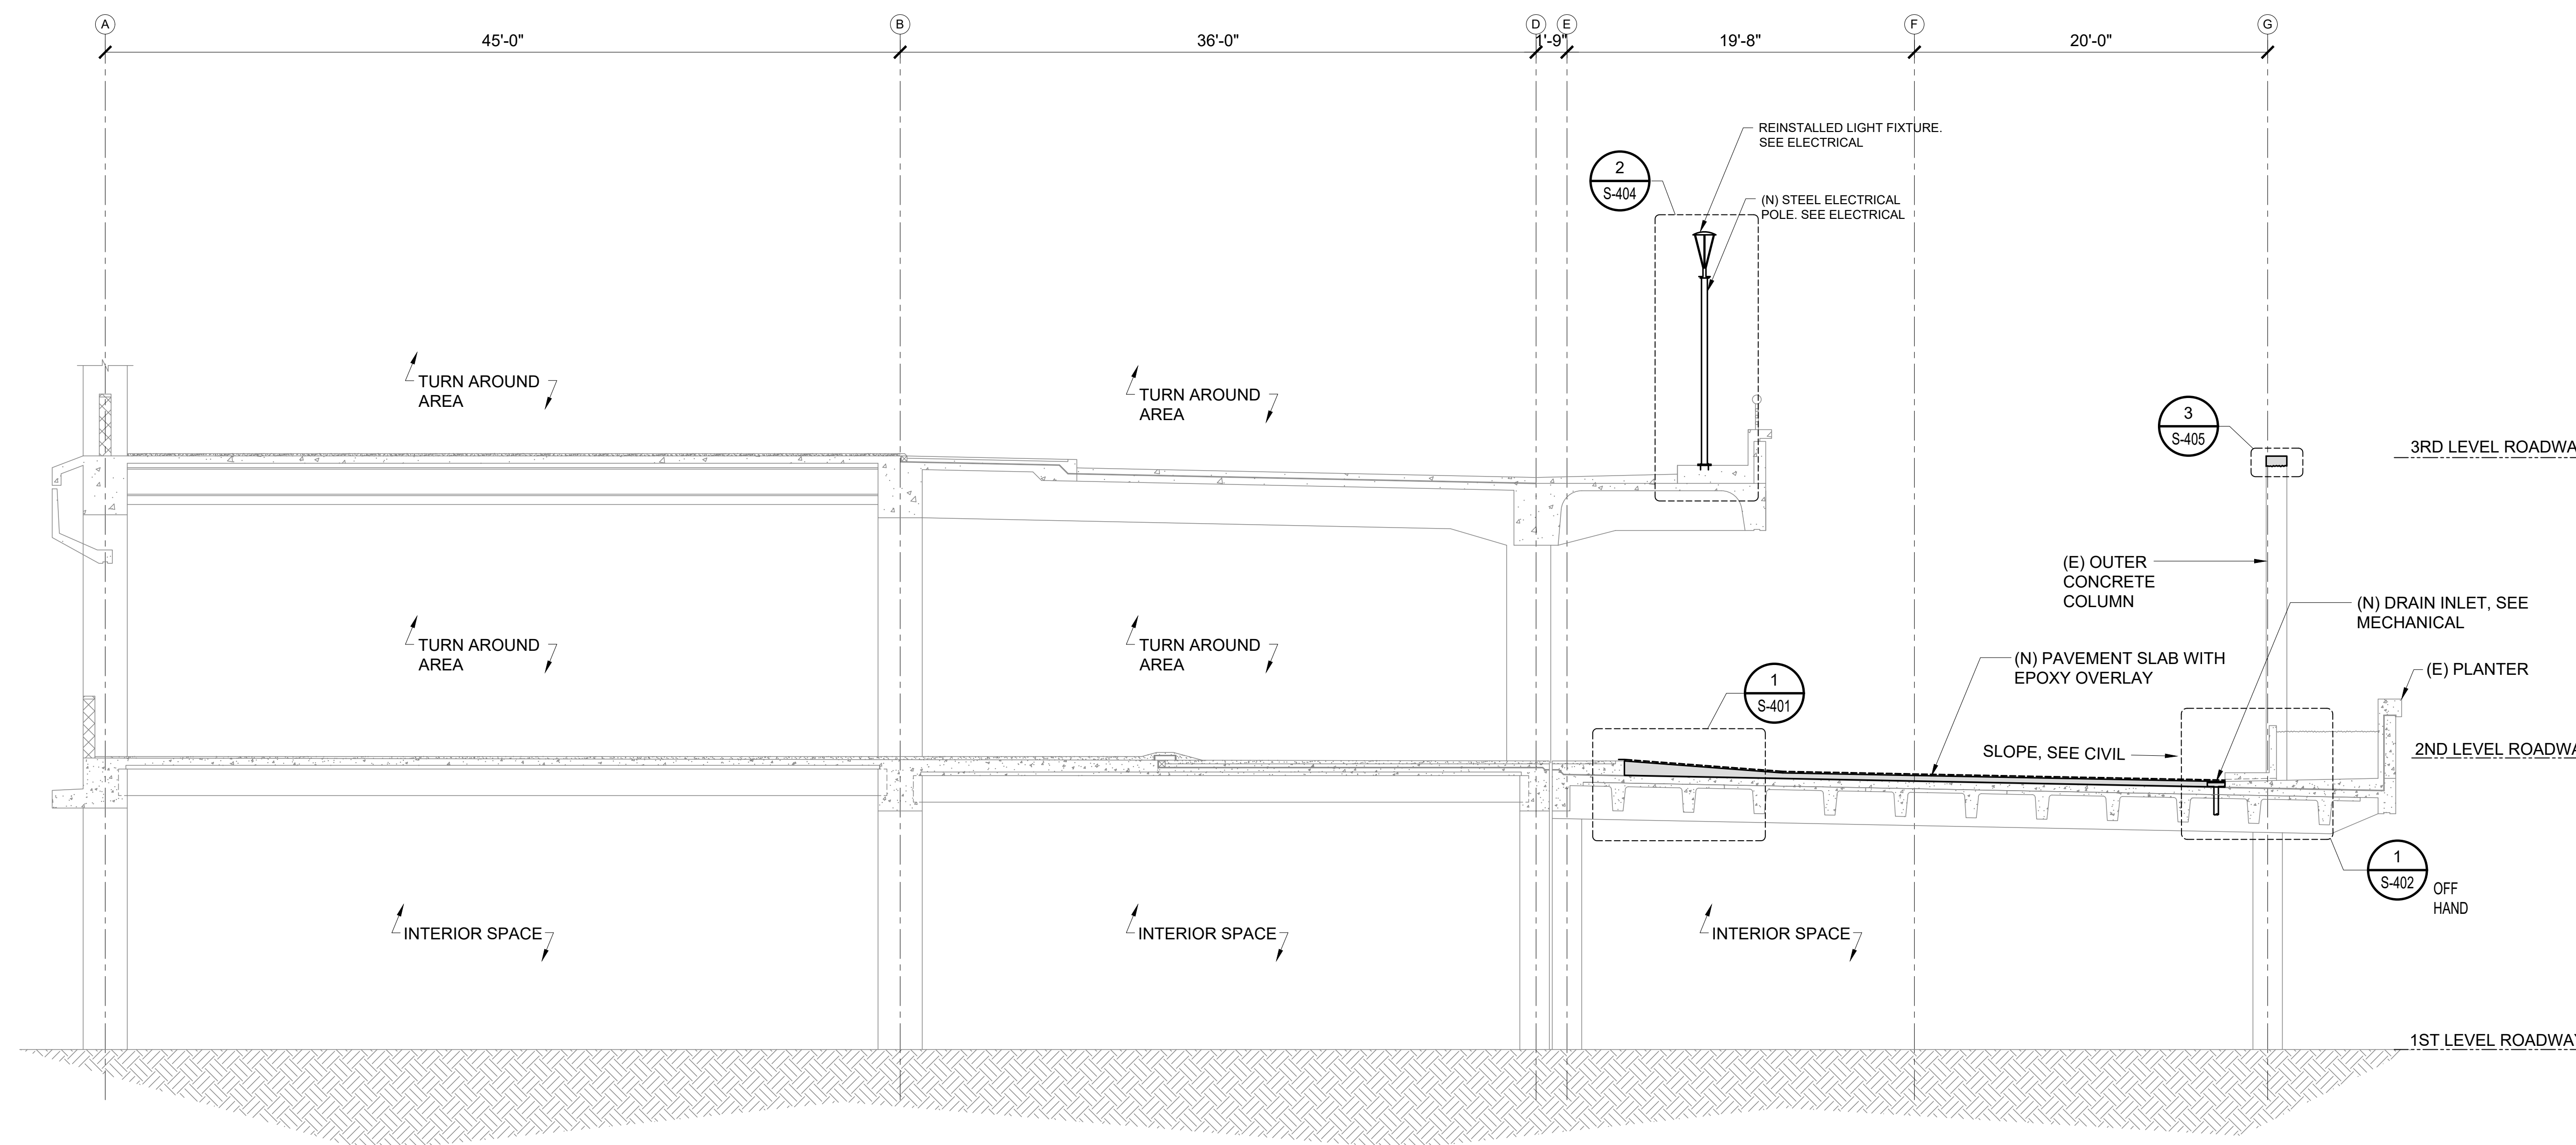 A
B
D
E
F
G
45'-0"
36'-0"
1'-9"
19'-8"
20'-0"
REINSTALLED LIGHT FIXTURE.
SEE ELECTRICAL
2
S-404
(N) STEEL ELECTRICAL
POLE. SEE ELECTRICAL
TURN AROUND
AREA
TURN AROUND
AREA
3
S-405
3RD LEVEL ROADWA
(E) OUTER
CONCRETE
COLUMN
(N) DRAIN INLET, SEE
MECHANICAL
TURN AROUND
AREA
TURN AROUND
AREA
(N) PAVEMENT SLAB WITH
EPOXY OVERLAY
(E) PLANTER
1
S-401
SLOPE, SEE CIVIL
2ND LEVEL ROADWA
1
S-402
OFF
HAND
INTERIOR SPACE
INTERIOR SPACE
INTERIOR SPACE
1ST LEVEL ROADWAY